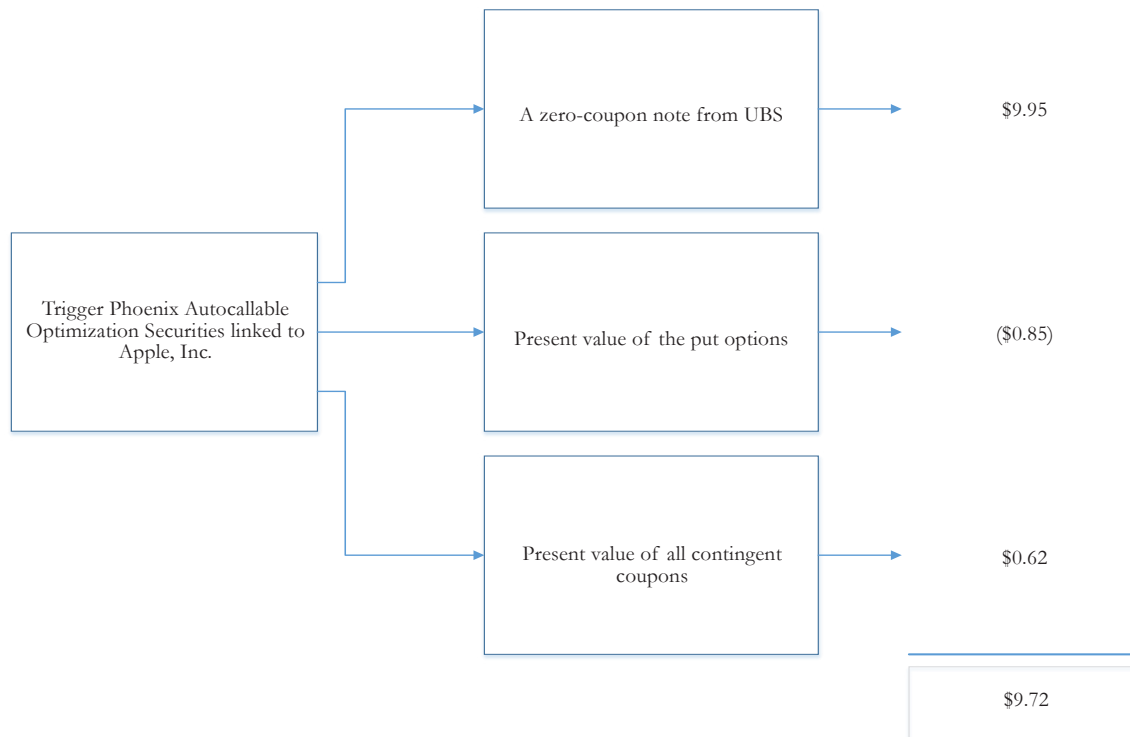 A zero-coupon note from UBS
$9.95
Trigger Phoenix Autocallable
Optimization Securities linked to
Apple, Inc.
Present value of the put options
($0.85)
Present value of all contingent
coupons
$0.62
$9.72